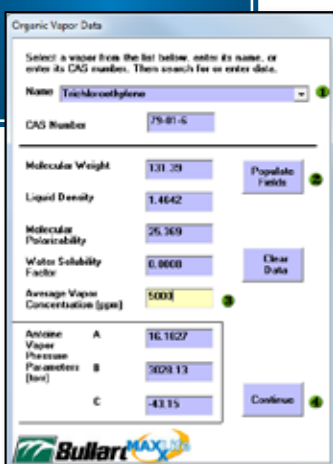 Organic Vapor Data
Select a vapor from the list below, enter its name, or
enter its CAS number. Then search for or enter data.
Name Trichloroethylene 1
CAS Number 79-01-6
Molecular Weight 131.39 Populate Fields 2
Liquid Density 1.4642
Molecular Polarizability 25.369
Water Solubility Factor 0.0008 Clear Data
Average Vapor Concentration (ppm) 5000 3
Antoine Vapor Pressure Parameters (torr) A 16.1827
B 3028.13
C -43.15 Continue 4
Bullard MAXX